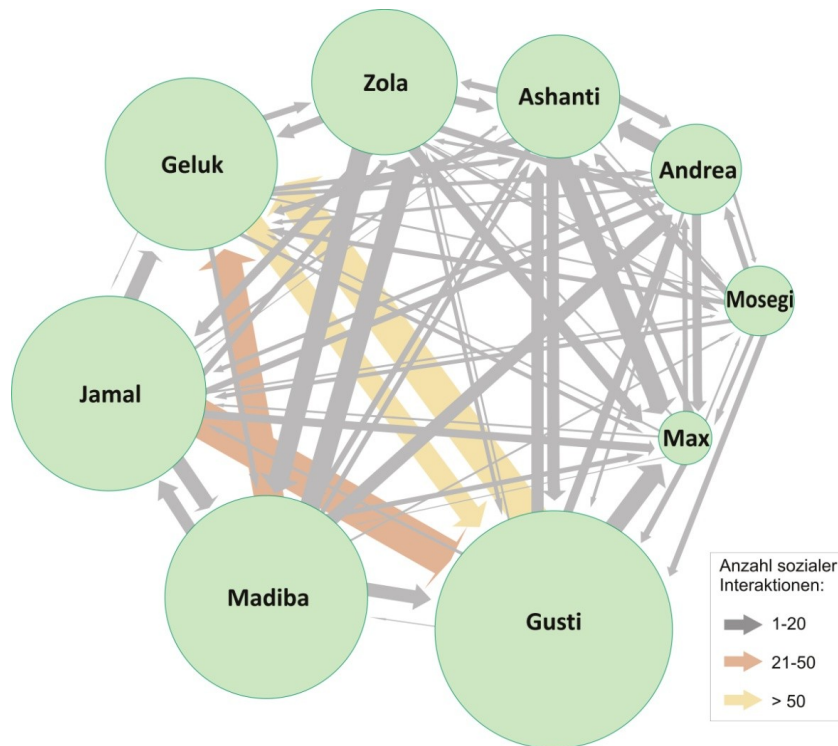 Zola
Ashanti
Geluk
Andrea
Mosegi
Jamal
Max
Madiba
Gusti
Anzahl sozialer
Interaktionen:
1-20
21-50
> 50